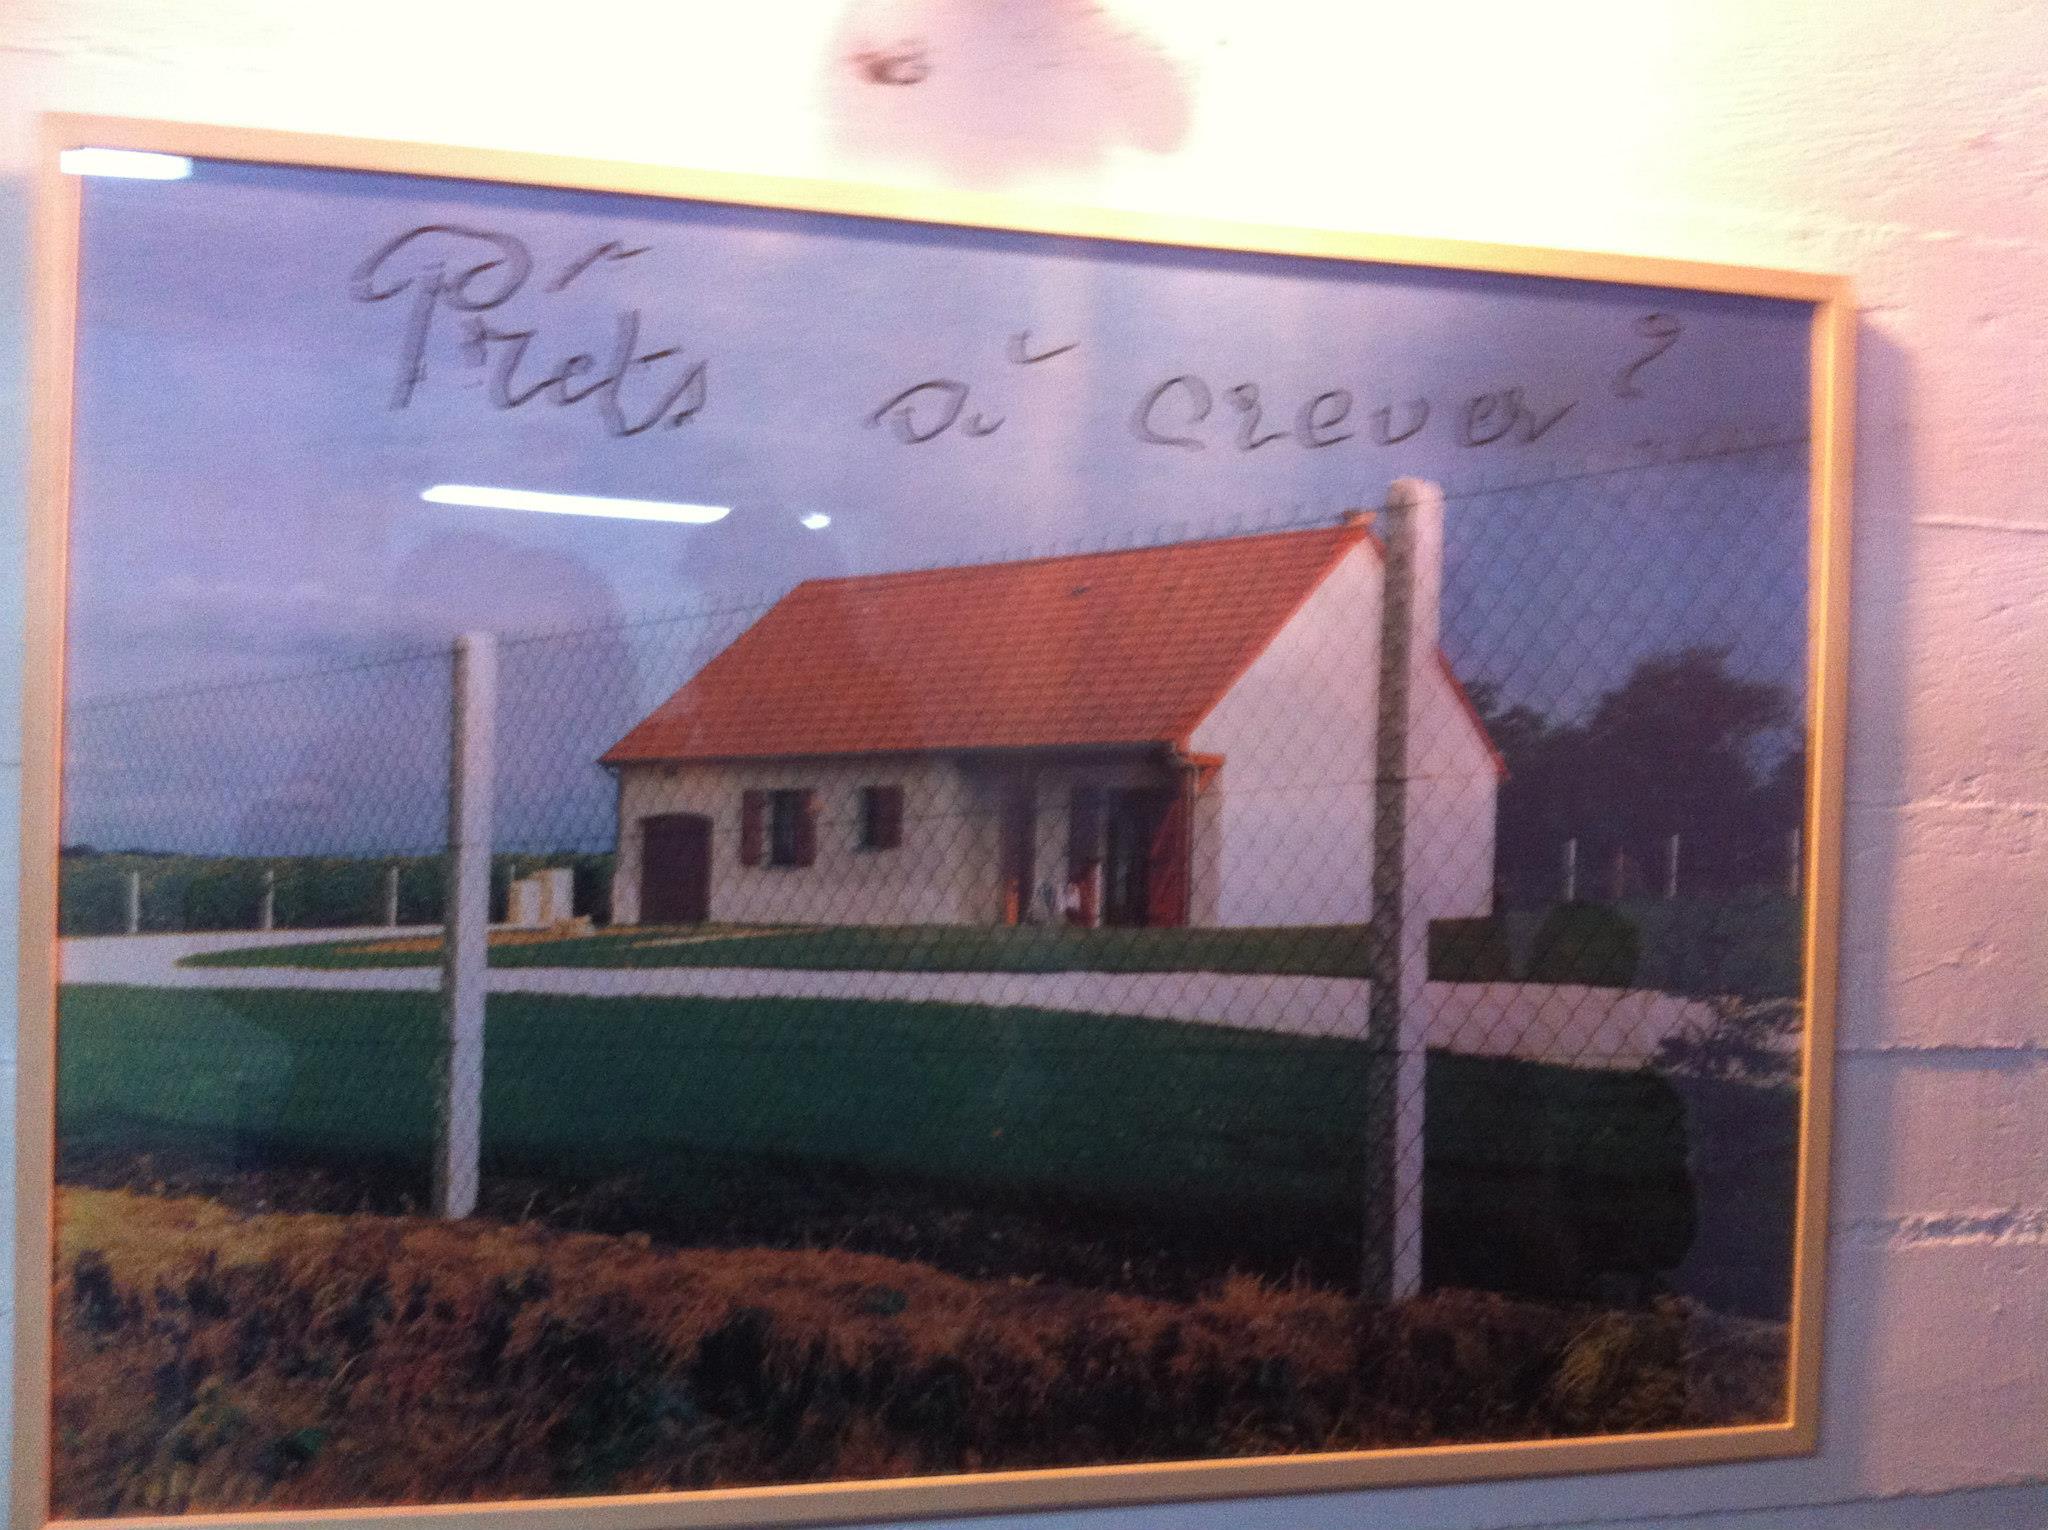 Prêts à crever ?